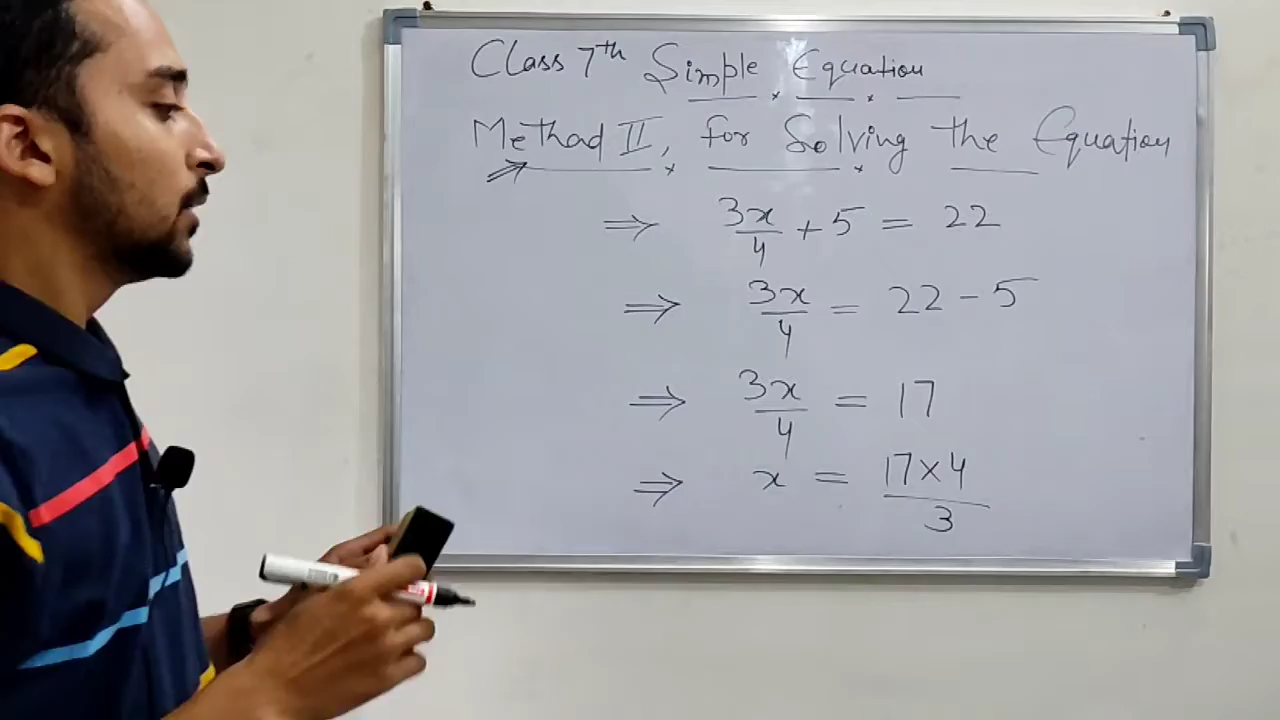 Class 7th Simple Equation
Methad II, for Solving the Equation
⇒ 3x/4 + 5 = 22
⇒ 3x/4 = 22 - 5
⇒ 3x/4 = 17
⇒ x = 17×4/3